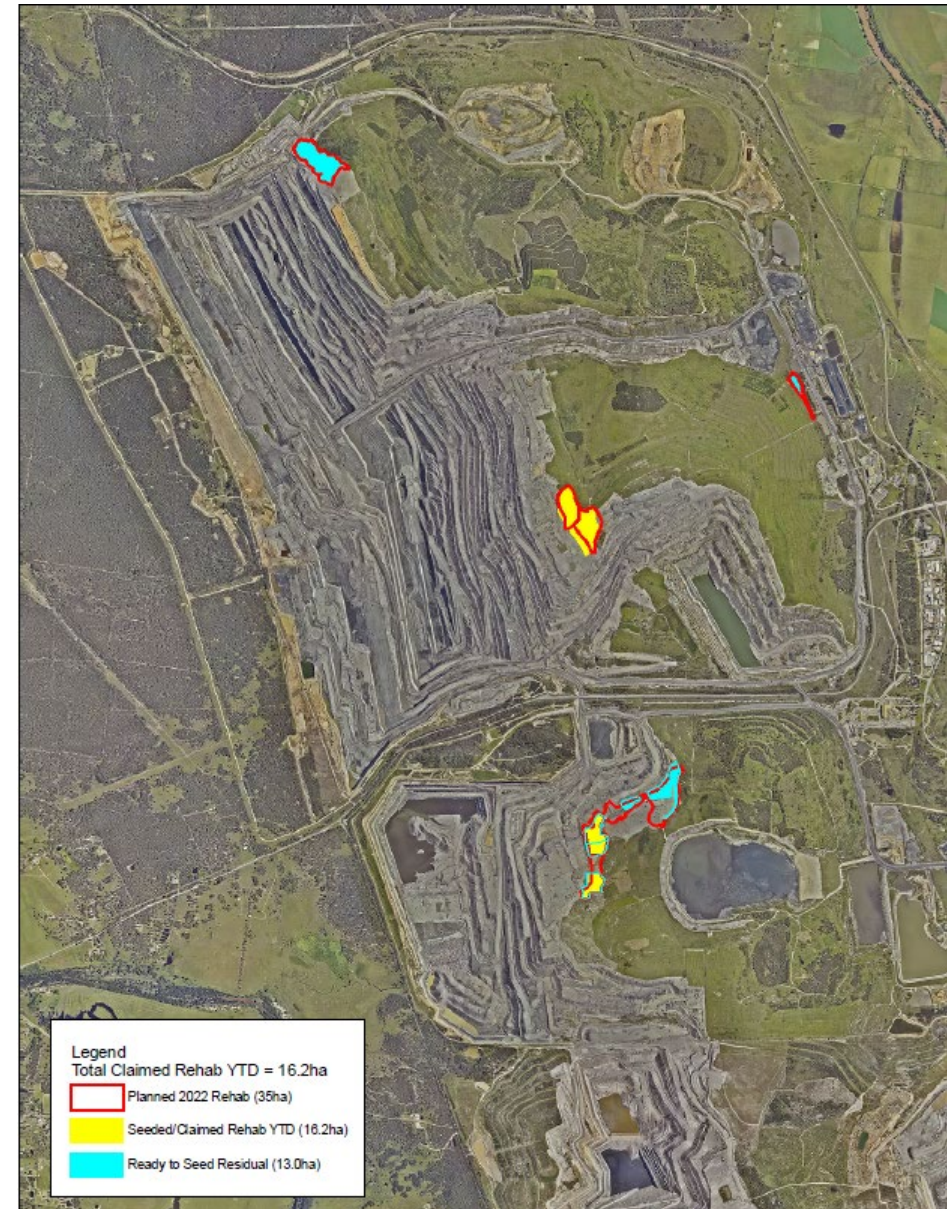 Legend
Total Claimed Rehab YTD = 16.2ha
Planned 2022 Rehab (35ha)
Seeded/Claimed Rehab YTD (16.2ha)
Ready to Seed Residual (13.0ha)